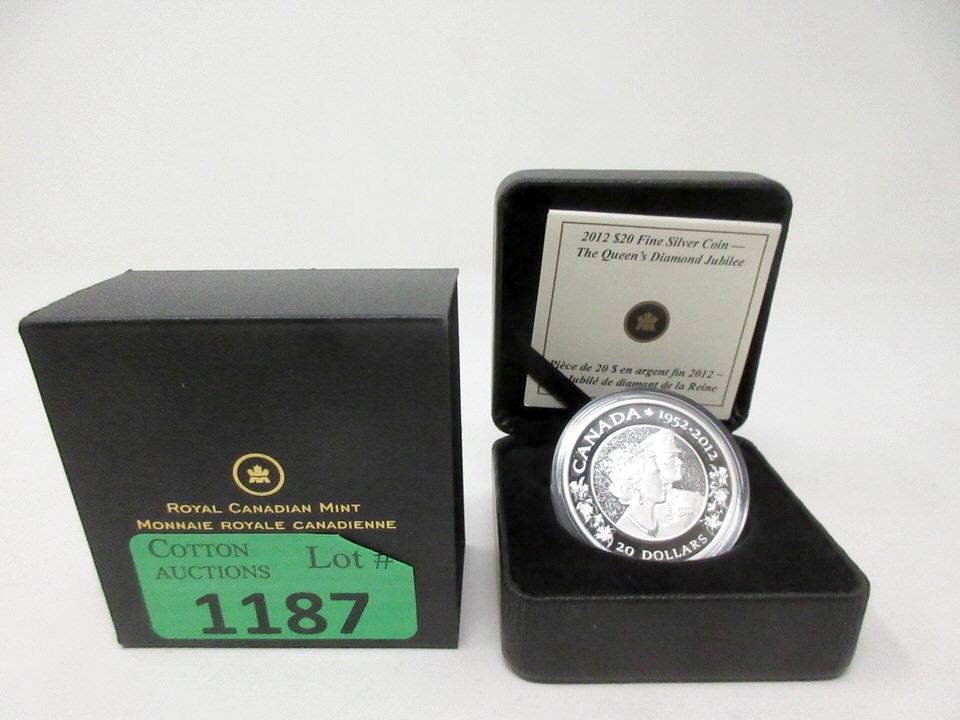 ROYAL CANADIAN MINT
MONNAIE ROYALE CANADIENNE
COTTON
AUCTIONS
Lot #
1187
2012 $20 Fine Silver Coin —
The Queen's Diamond Jubilee
Pièce de 20 $ en argent fin 2012 –
Jubilé de diamant de la Reine
CANADA 1952-2012
20 DOLLARS